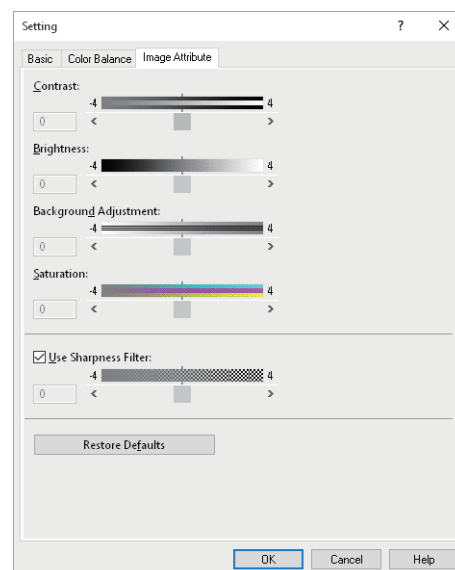 Setting ? ×
Basic Color Balance Image Attribute
Contrast:
-4 4
0 < >
Brightness:
-4 4
0 < >
Background Adjustment:
-4 4
0 < >
Saturation:
-4 4
0 < >
Use Sharpness Filter:
-4 4
0 < >
Restore Defaults
OK Cancel Help